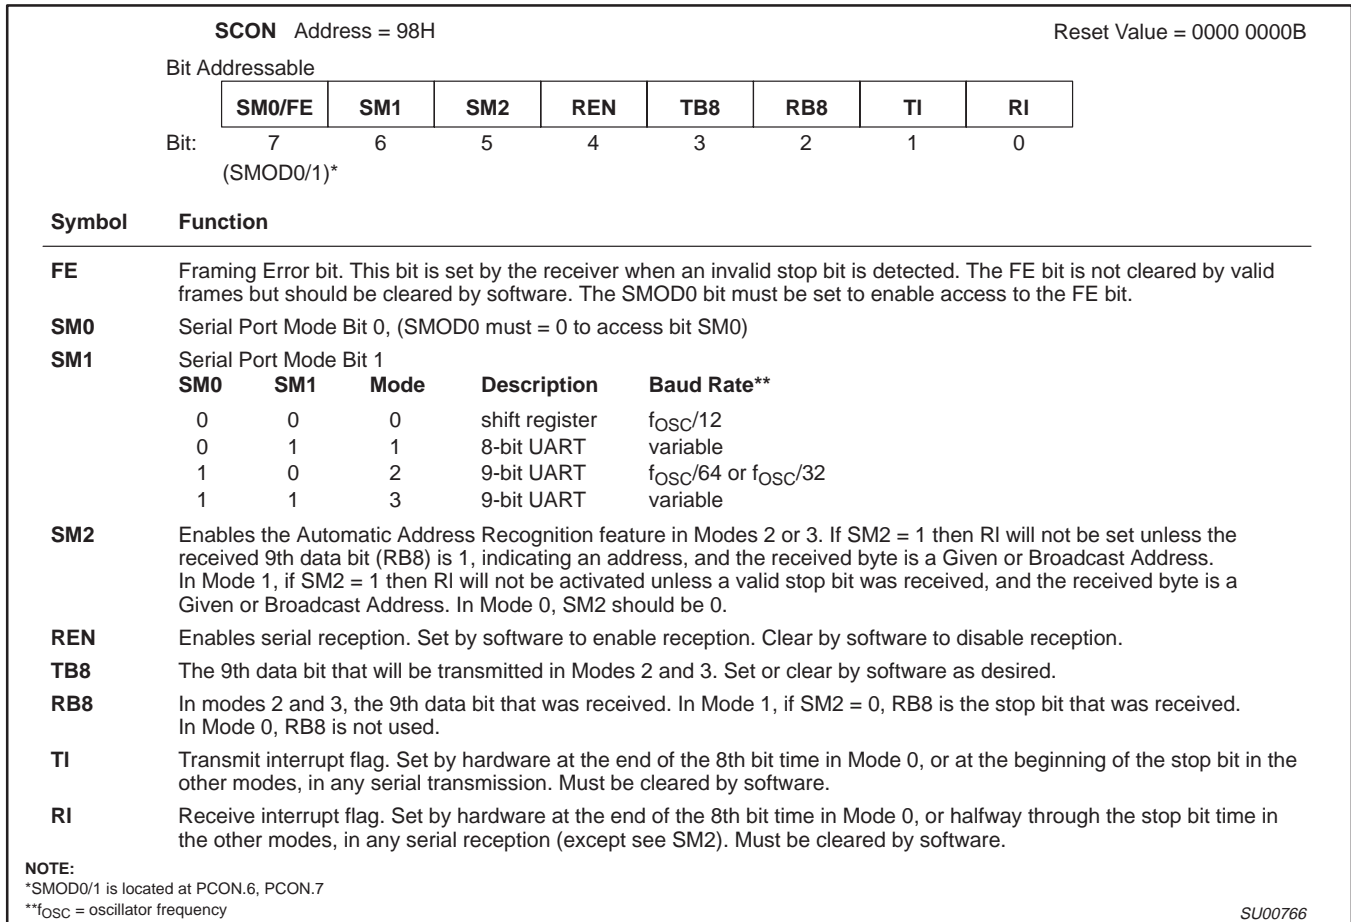 SCON Address = 98H Reset Value = 0000 0000B
Bit Addressable
SM0/FE SM1 SM2 REN TB8 RB8 TI RI
Bit: 7 6 5 4 3 2 1 0
(SMOD0/1)*
Symbol Function
FE Framing Error bit. This bit is set by the receiver when an invalid stop bit is detected. The FE bit is not cleared by valid
frames but should be cleared by software. The SMOD0 bit must be set to enable access to the FE bit.
SM0 Serial Port Mode Bit 0, (SMOD0 must = 0 to access bit SM0)
SM1 Serial Port Mode Bit 1
SM0 SM1 Mode Description Baud Rate**
0 0 0 shift register fOSC/12
0 1 1 8-bit UART variable
1 0 2 9-bit UART fOSC/64 or fOSC/32
1 1 3 9-bit UART variable
SM2 Enables the Automatic Address Recognition feature in Modes 2 or 3. If SM2 = 1 then RI will not be set unless the
received 9th data bit (RB8) is 1, indicating an address, and the received byte is a Given or Broadcast Address.
In Mode 1, if SM2 = 1 then RI will not be activated unless a valid stop bit was received, and the received byte is a
Given or Broadcast Address. In Mode 0, SM2 should be 0.
REN Enables serial reception. Set by software to enable reception. Clear by software to disable reception.
TB8 The 9th data bit that will be transmitted in Modes 2 and 3. Set or clear by software as desired.
RB8 In modes 2 and 3, the 9th data bit that was received. In Mode 1, if SM2 = 0, RB8 is the stop bit that was received.
In Mode 0, RB8 is not used.
TI Transmit interrupt flag. Set by hardware at the end of the 8th bit time in Mode 0, or at the beginning of the stop bit in the
other modes, in any serial transmission. Must be cleared by software.
RI Receive interrupt flag. Set by hardware at the end of the 8th bit time in Mode 0, or halfway through the stop bit time in
the other modes, in any serial reception (except see SM2). Must be cleared by software.
NOTE:
*SMOD0/1 is located at PCON.6, PCON.7
**fOSC = oscillator frequency SU00766